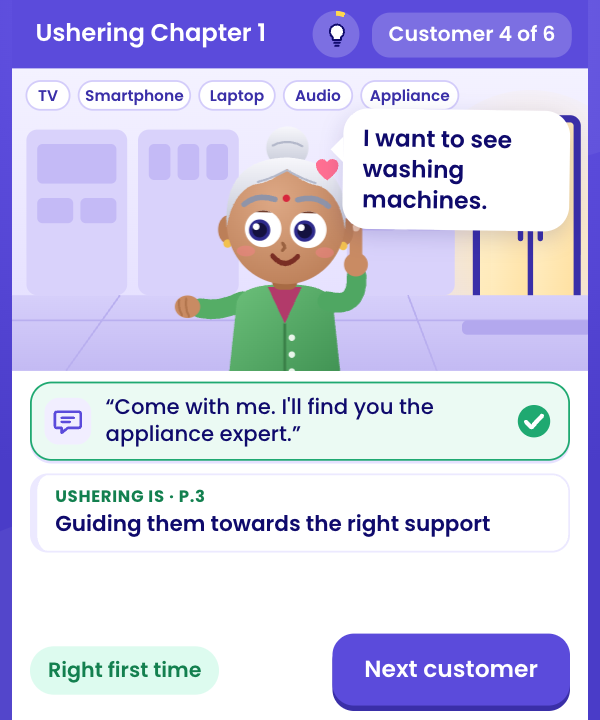 Ushering Chapter 1
Customer 4 of 6
TV
Smartphone
Laptop
Audio
Appliance
I want to see
washing
machines.
“Come with me. I'll find you the
appliance expert.”
USHERING IS · P.3
Guiding them towards the right support
Right first time
Next customer